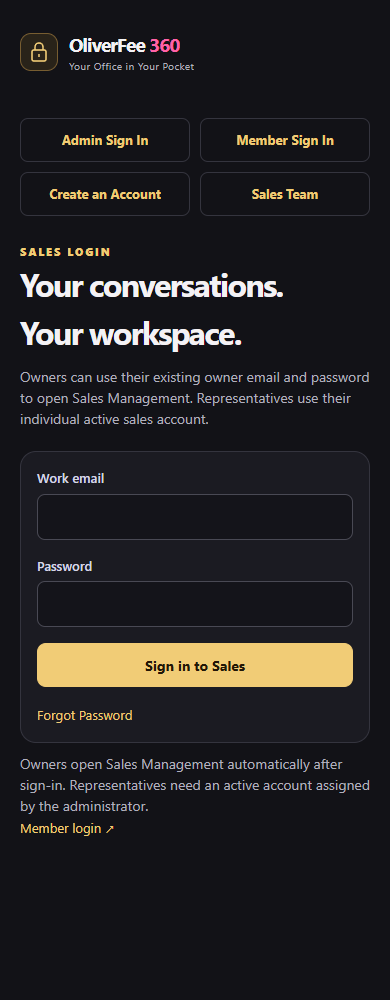 OliverFee 360
Your Office in Your Pocket
Admin Sign In
Member Sign In
Create an Account
Sales Team
SALES LOGIN
Your conversations.
Your workspace.
Owners can use their existing owner email and password
to open Sales Management. Representatives use their
individual active sales account.
Work email
Password
Sign in to Sales
Forgot Password
Owners open Sales Management automatically after
sign-in. Representatives need an active account assigned
by the administrator.
Member login ↗